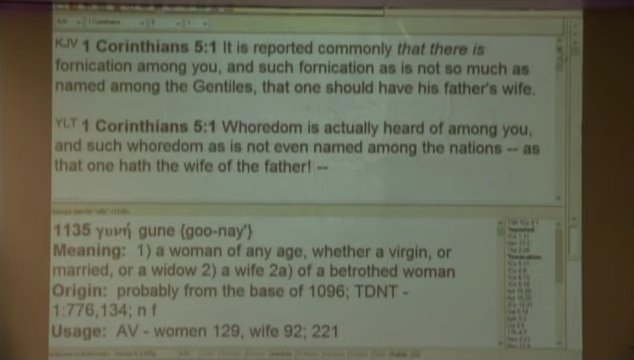 KJV 1 Corinthians 5:1 It is reported commonly that there is
fornication among you, and such fornication as is not so much as
named among the Gentiles, that one should have his father's wife.
YLT 1 Corinthians 5:1 Whoredom is actually heard of among you,
and such whoredom as is not even named among the nations -- as
that one hath the wife of the father! --
1135 γυνή gune {goo-nay'}
Meaning: 1) a woman of any age, whether a virgin, or
married, or a widow 2) a wife 2a) of a betrothed woman
Origin: probably from the base of 1096; TDNT -
1:776,134; n f
Usage: AV - women 129, wife 92; 221